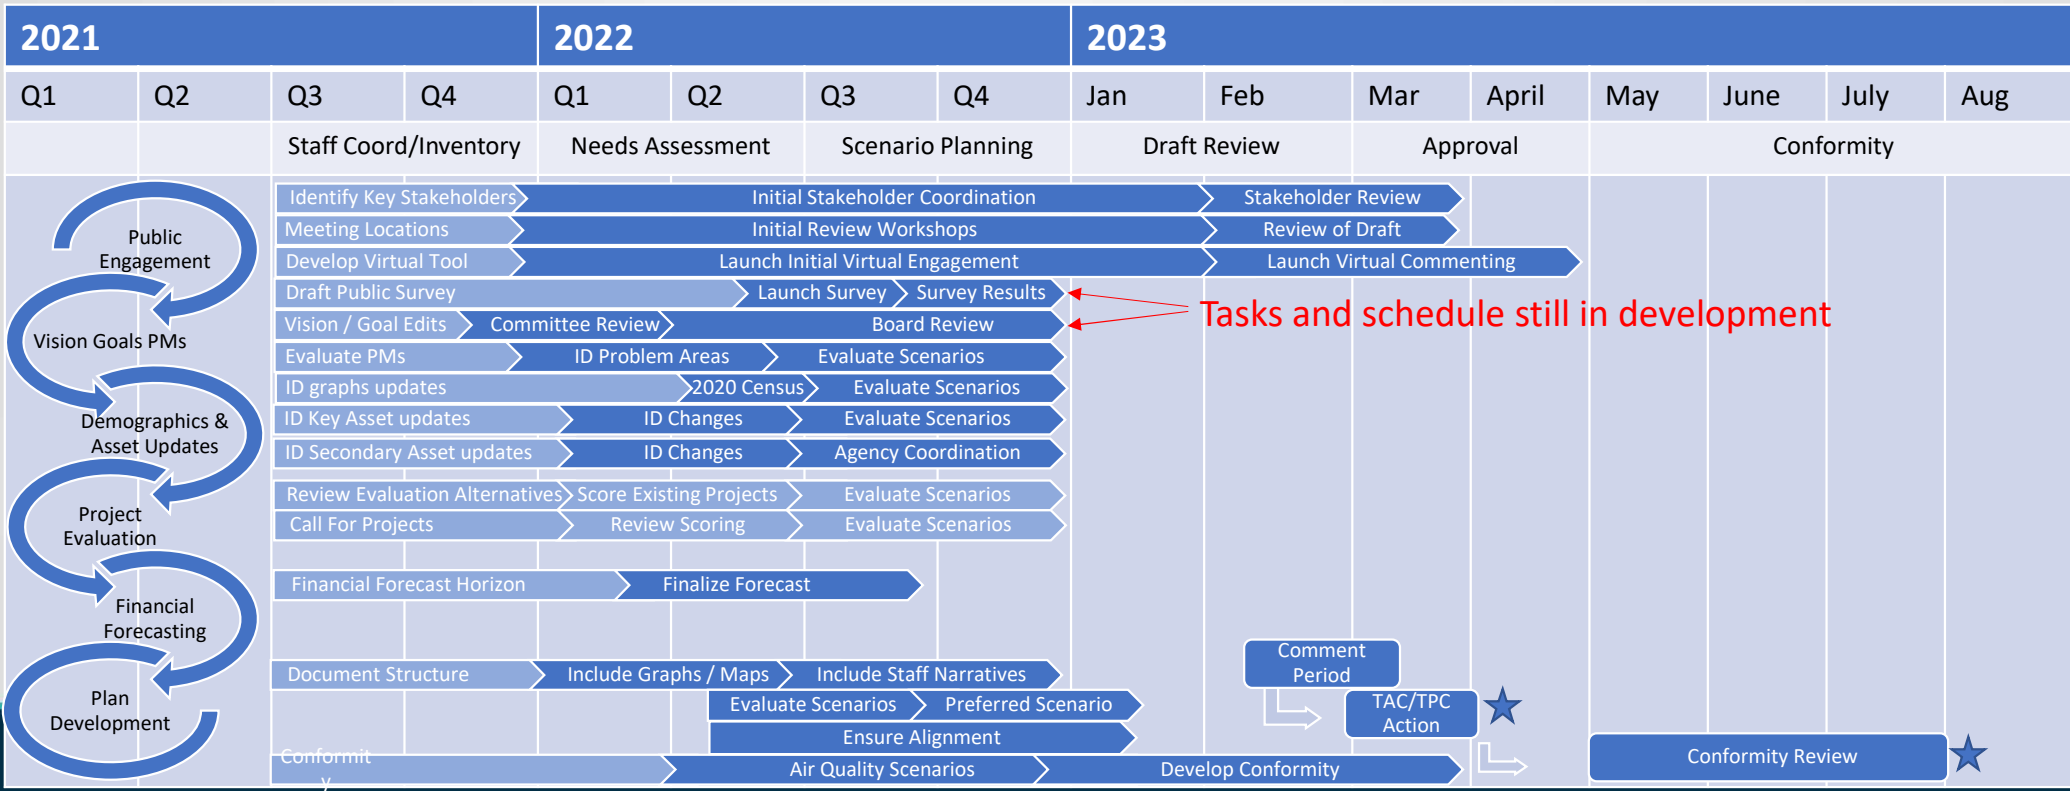 2021 2022 2023
Q1 Q2 Q3 Q4 Q1 Q2 Q3 Q4 Jan Feb Mar April May June July Aug
Staff Coord/Inventory Needs Assessment Scenario Planning Draft Review Approval Conformity
Public
Engagement
Identify Key Stakeholders Initial Stakeholder Coordination Stakeholder Review
Meeting Locations Initial Review Workshops Review of Draft
Develop Virtual Tool Launch Initial Virtual Engagement Launch Virtual Commenting
Draft Public Survey Launch Survey Survey Results
Tasks and schedule still in development
Vision Goals PMs
Vision / Goal Edits Committee Review Board Review
Evaluate PMs ID Problem Areas Evaluate Scenarios
Demographics &
Asset Updates
ID graphs updates 2020 Census Evaluate Scenarios
ID Key Asset updates ID Changes Evaluate Scenarios
ID Secondary Asset updates ID Changes Agency Coordination
Project
Evaluation
Review Evaluation Alternatives Score Existing Projects Evaluate Scenarios
Call For Projects Review Scoring Evaluate Scenarios
Financial
Forecasting
Financial Forecast Horizon Finalize Forecast
Plan
Development
Document Structure Include Graphs / Maps Include Staff Narratives
Comment
Period
Evaluate Scenarios Preferred Scenario
TAC/TPC
Action
Ensure Alignment
Conformit
y
Air Quality Scenarios Develop Conformity
Conformity Review